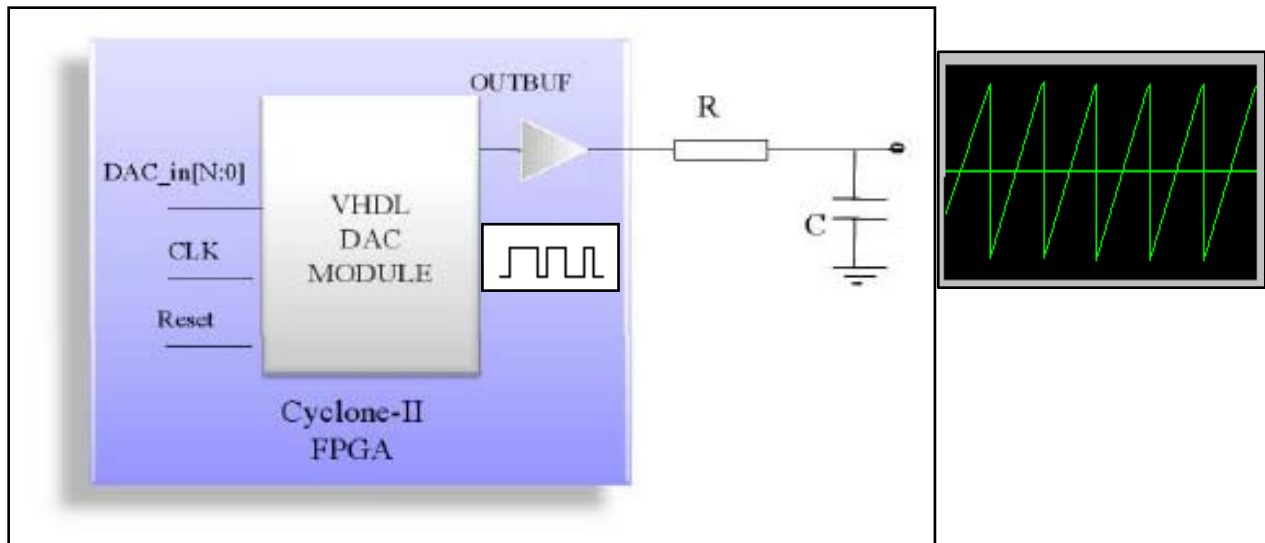 OUTBUF
R
DAC_in[N:0]
VHDL
DAC
MODULE
CLK
C
Reset
Cyclone-II
FPGA